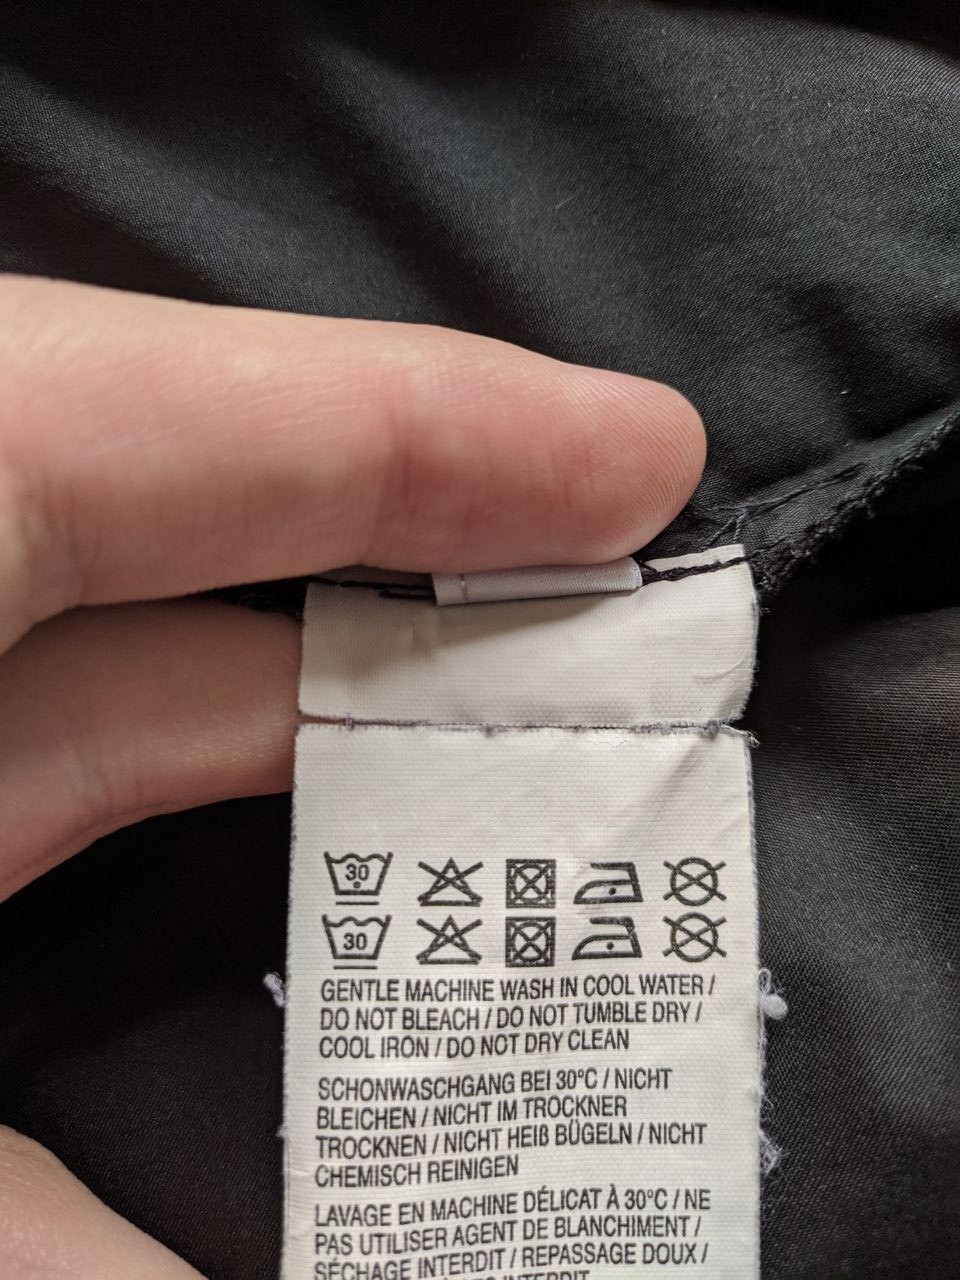 30
30
GENTLE MACHINE WASH IN COOL WATER /
DO NOT BLEACH / DO NOT TUMBLE DRY /
COOL IRON / DO NOT DRY CLEAN
SCHONWASCHGANG BEI 30°C / NICHT
BLEICHEN / NICHT IM TROCKNER
TROCKNEN / NICHT HEIß BÜGELN / NICHT
CHEMISCH REINIGEN
LAVAGE EN MACHINE DÉLICAT À 30°C / NE
PAS UTILISER AGENT DE BLANCHIMENT /
SÉCHAGE INTERDIT / REPASSAGE DOUX /
INTERDIT